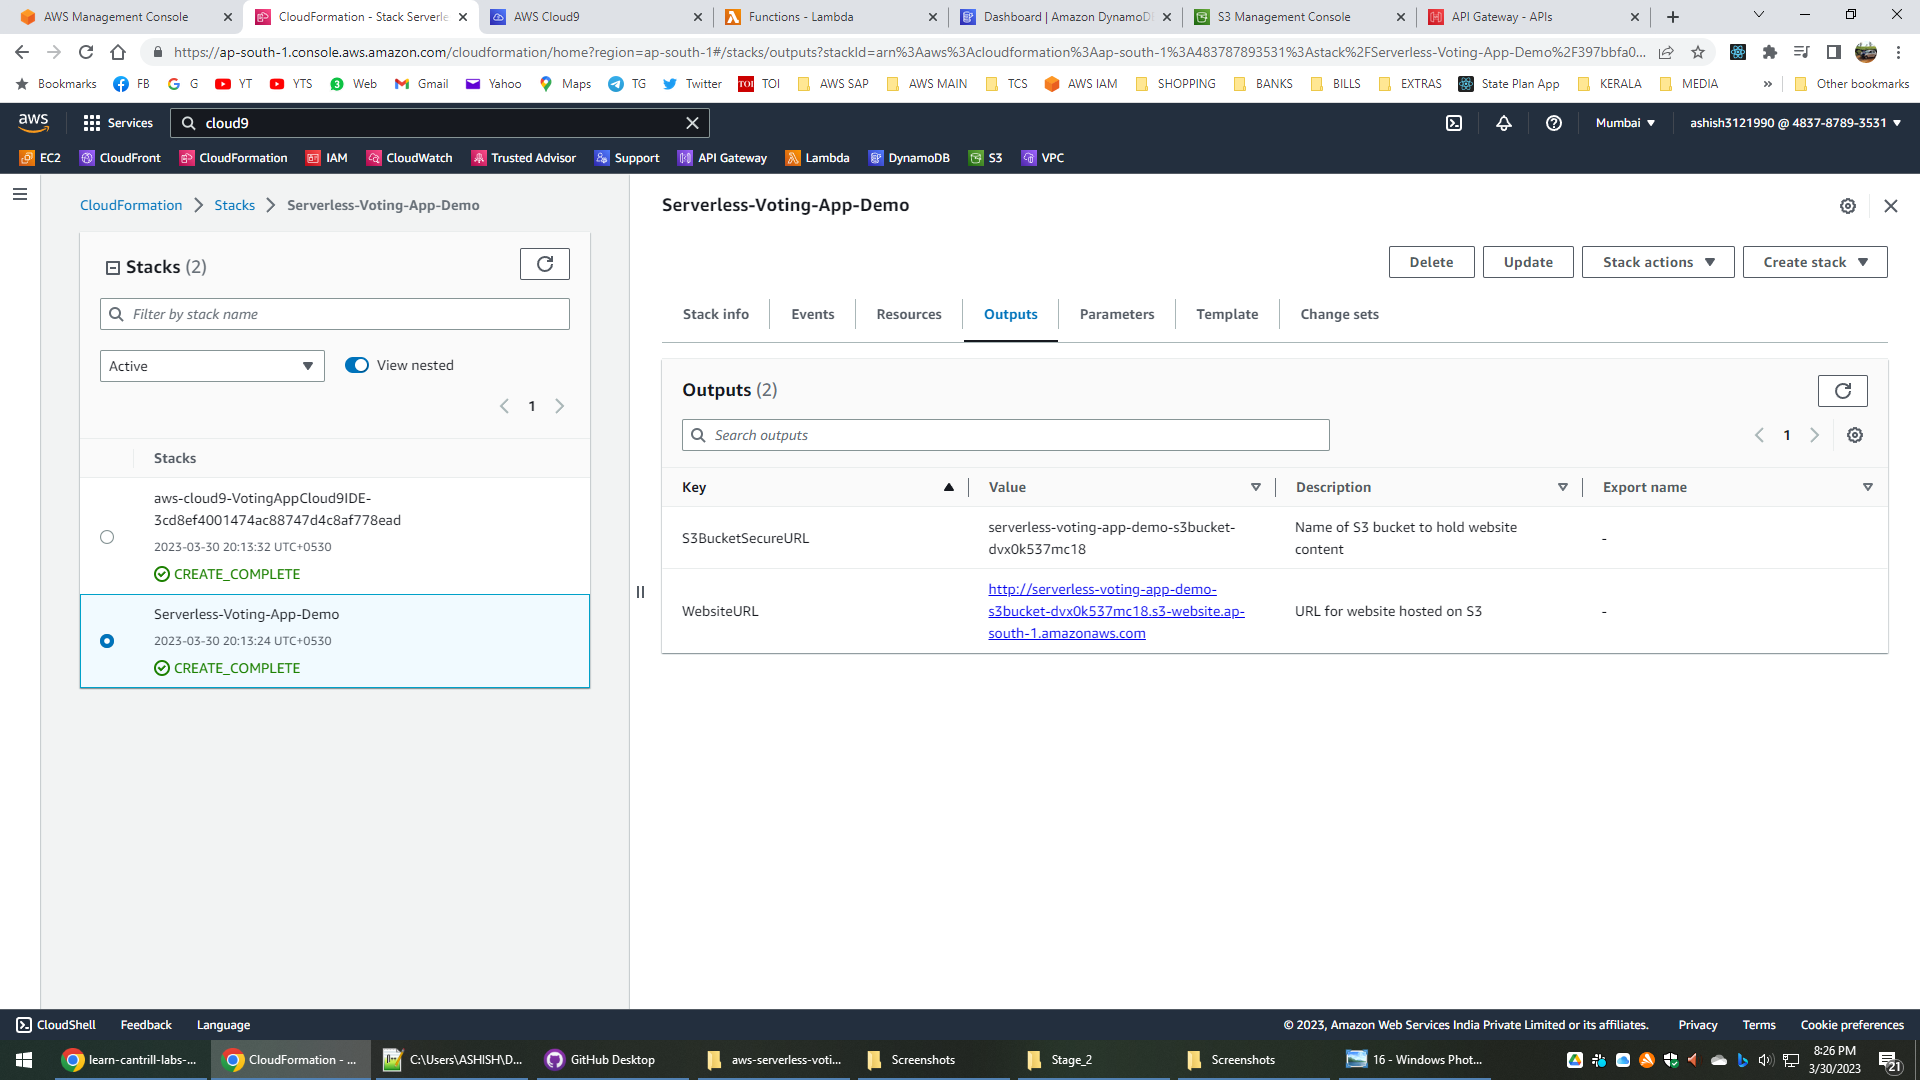 AWS Management Console
CloudFormation - Stack Serverle
AWS Cloud9
Functions - Lambda
Dashboard | Amazon DynamoD
S3 Management Console
API Gateway - APIs
https://ap-south-1.console.aws.amazon.com/cloudformation/home?region=ap-south-1#/stacks/outputs?stackId=arn%3Aaws%3Acloudformation%3Aap-south-1%3A483787893531%3Astack%2FServerless-Voting-App-Demo%2F397bbfa0...
Bookmarks FB G YT YTS Web Gmail Yahoo Maps TG Twitter TOI TOI AWS SAP AWS MAIN TCS AWS IAM SHOPPING BANKS BILLS EXTRAS State Plan App KERALA MEDIA » Other bookmarks
aws Services cloud9 Mumbai ashish3121990 @ 4837-8789-3531
EC2 CloudFront CloudFormation IAM CloudWatch Trusted Advisor Support API Gateway Lambda DynamoDB S3 VPC
CloudFormation > Stacks > Serverless-Voting-App-Demo
Stacks (2)
Filter by stack name
Active View nested
1
Stacks
aws-cloud9-VotingAppCloud9IDE-
3cd8ef4001474ac88747d4c8af778ead
2023-03-30 20:13:32 UTC+0530
CREATE_COMPLETE
Serverless-Voting-App-Demo
2023-03-30 20:13:24 UTC+0530
CREATE_COMPLETE
Serverless-Voting-App-Demo
Delete Update Stack actions Create stack
Stack info Events Resources Outputs Parameters Template Change sets
Outputs (2)
Search outputs
1
Key Value Description Export name
S3BucketSecureURL
serverless-voting-app-demo-s3bucket-
dvx0k537mc18
Name of S3 bucket to hold website
content
-
WebsiteURL
http://serverless-voting-app-demo-
s3bucket-dvx0k537mc18.s3-website.ap-
south-1.amazonaws.com
URL for website hosted on S3
-
CloudShell Feedback Language © 2023, Amazon Web Services India Private Limited or its affiliates. Privacy Terms Cookie preferences
learn-cantrill-labs-... CloudFormation - ... C:\Users\ASHISH\D... GitHub Desktop aws-serverless-voti... Screenshots Stage_2 Screenshots 16 - Windows Phot...
8:26 PM
3/30/2023
21